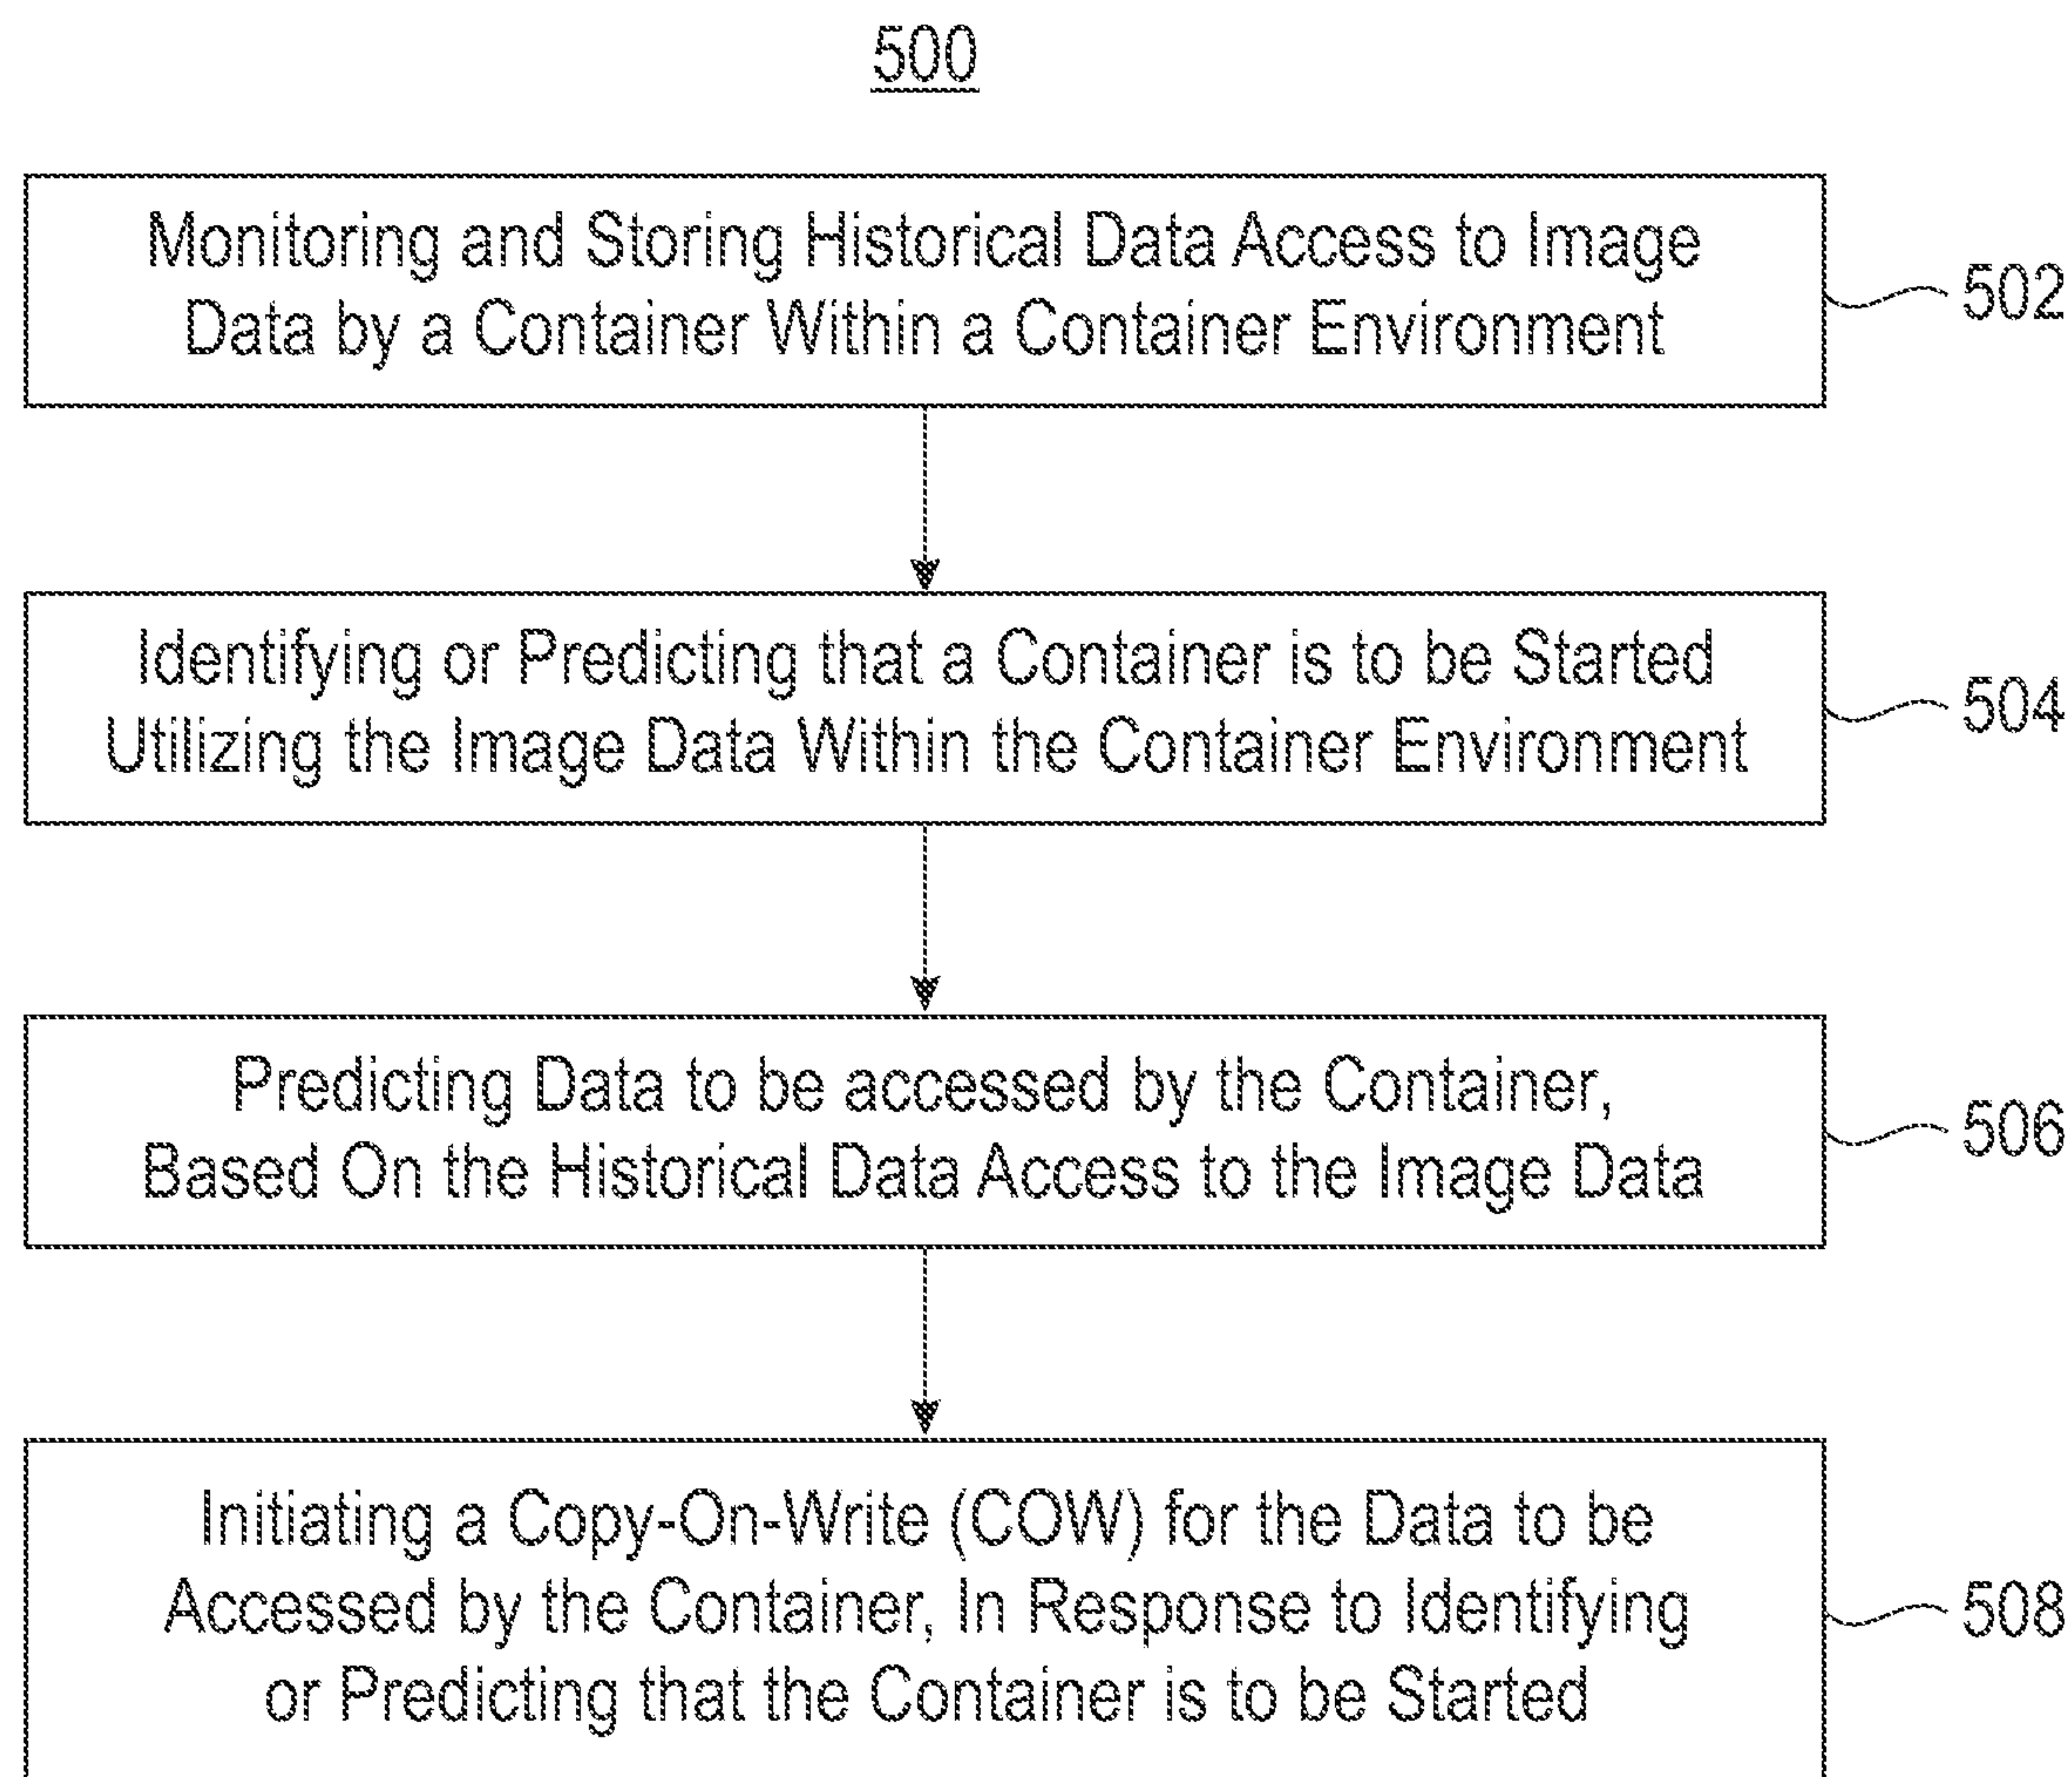 500
Monitoring and Storing Historical Data Access to Image
Data by a Container Within a Container Environment
502
Identifying or Predicting that a Container is to be Started
Utilizing the Image Data Within the Container Environment
504
Predicting Data to be accessed by the Container,
Based On the Historical Data Access to the Image Data
506
Initiating a Copy-On-Write (COW) for the Data to be
Accessed by the Container, In Response to Identifying
or Predicting that the Container is to be Started
508